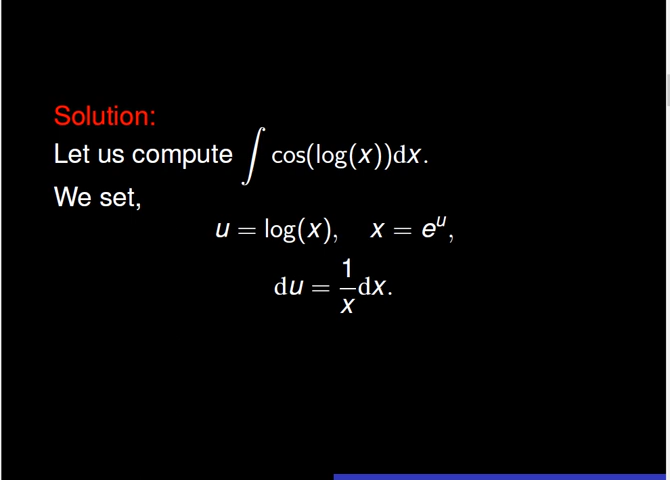 Solution:
Let us compute ∫ cos(log(x))dx.
We set,
u = log(x), x = e^u,
du = 1/x dx.